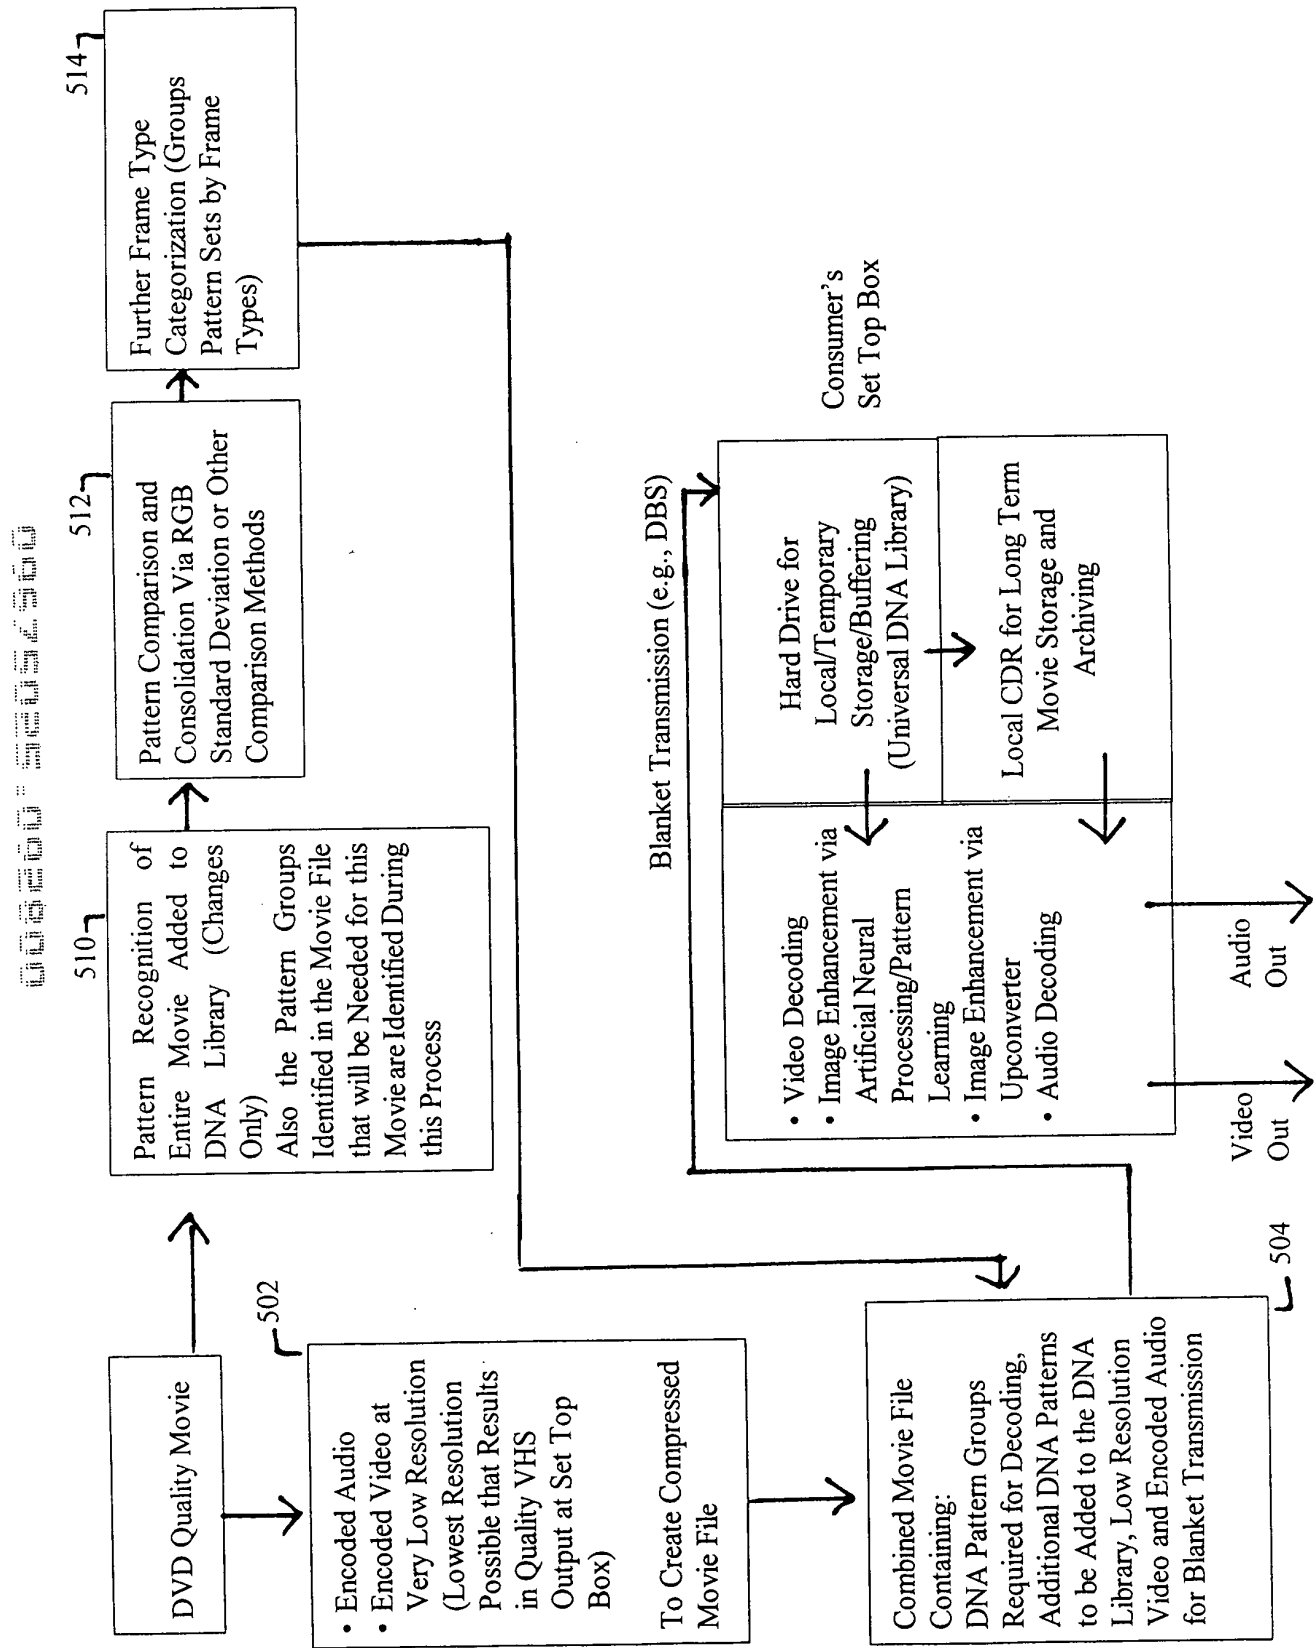 DVD Quality Movie
510
Pattern Recognition of
Entire Movie Added to
DNA Library (Changes
Only)
Also the Pattern Groups
Identified in the Movie File
that will be Needed for this
Movie are Identified During
this Process
512
Pattern Comparison and
Consolidation Via RGB
Standard Deviation or Other
Comparison Methods
514
Further Frame Type
Categorization (Groups
Pattern Sets by Frame
Types)
502
• Encoded Audio
• Encoded Video at
Very Low Resolution
(Lowest Resolution
Possible that Results
in Quality VHS
Output at Set Top
Box)
To Create Compressed
Movie File
504
Combined Movie File
Containing:
DNA Pattern Groups
Required for Decoding,
Additional DNA Patterns
to be Added to the DNA
Library, Low Resolution
Video and Encoded Audio
for Blanket Transmission
Blanket Transmission (e.g., DBS)
• Video Decoding
• Image Enhancement via
Artificial Neural
Processing/Pattern
Learning
• Image Enhancement via
Upconverter
• Audio Decoding
Hard Drive for
Local/Temporary
Storage/Buffering
(Universal DNA Library)
Local CDR for Long Term
Movie Storage and
Archiving
Consumer's
Set Top Box
Video
Out
Audio
Out